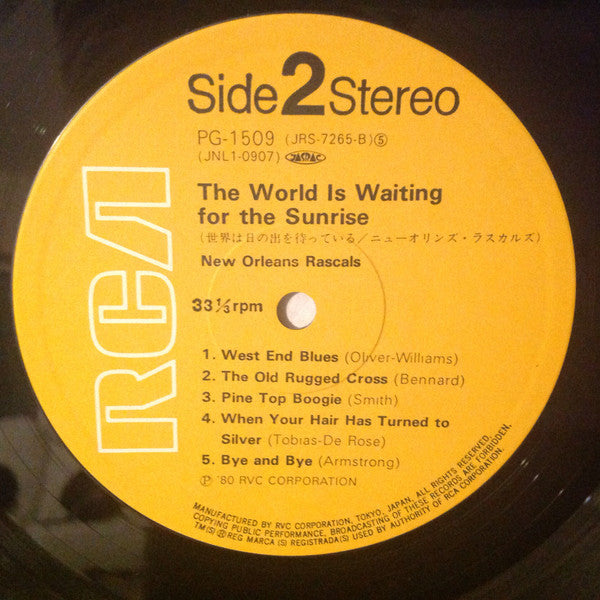 Side 2 Stereo
PG-1509 (JRS-7265-B)⑤
(JNL1-0907) JASRAC
The World Is Waiting
for the Sunrise
(世界は日の出を待っている/ニューオリンズ・ラスカルズ)
New Orleans Rascals
33⅓rpm
1. West End Blues (Oliver-Williams)
2. The Old Rugged Cross (Bennard)
3. Pine Top Boogie (Smith)
4. When Your Hair Has Turned to
Silver (Tobias-De Rose)
5. Bye and Bye (Armstrong)
Ⓟ '80 RVC CORPORATION
RCA
MANUFACTURED BY RVC CORPORATION, TOKYO, JAPAN. ALL RIGHTS RESERVED.
COPYING PUBLIC PERFORMANCE, BROADCASTING OF THESE RECORDS ARE FORBIDDEN.
TM(S) ® REG MARCA (S) REGISTRADA(S) USED BY AUTHORITY OF RCA CORPORATION.